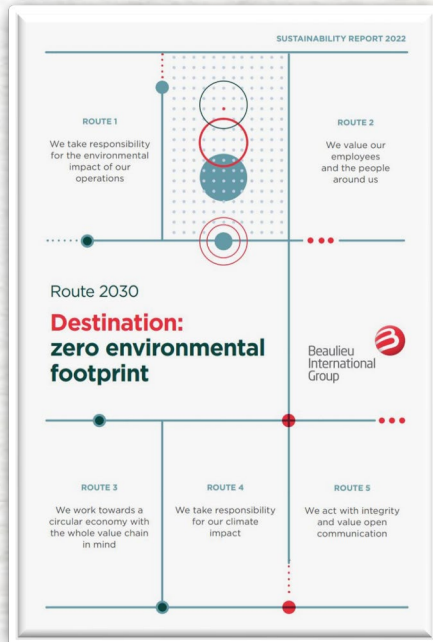 SUSTAINABILITY REPORT 2022
ROUTE 1
We take responsibility
for the environmental
impact of our
operations
ROUTE 2
We value our
employees
and the people
around us
Route 2030
Destination:
zero environmental
footprint
Beaulieu
International
Group
ROUTE 3
We work towards a
circular economy with
the whole value chain
in mind
ROUTE 4
We take responsibility
for our climate
impact
ROUTE 5
We act with integrity
and value open
communication